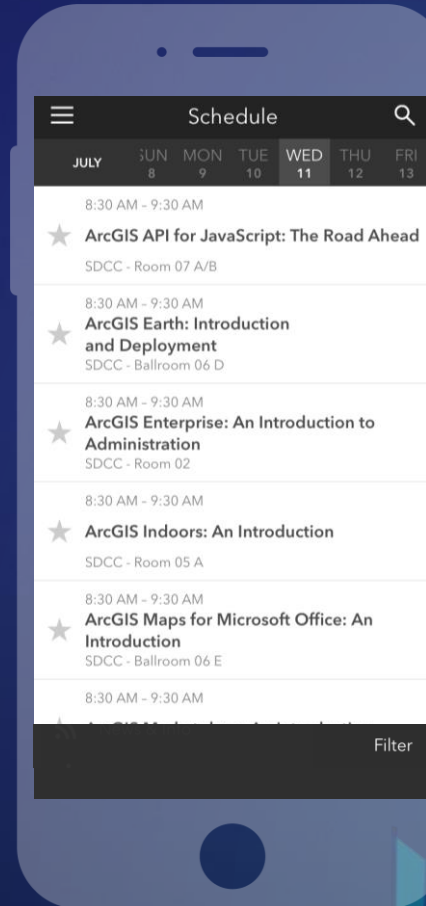 Schedule
JULY SUN MON TUE WED THU FRI
8 9 10 11 12 13
8:30 AM – 9:30 AM
ArcGIS API for JavaScript: The Road Ahead
SDCC - Room 07 A/B
8:30 AM – 9:30 AM
ArcGIS Earth: Introduction
and Deployment
SDCC - Ballroom 06 D
8:30 AM – 9:30 AM
ArcGIS Enterprise: An Introduction to
Administration
SDCC - Room 02
8:30 AM – 9:30 AM
ArcGIS Indoors: An Introduction
SDCC - Room 05 A
8:30 AM – 9:30 AM
ArcGIS Maps for Microsoft Office: An
Introduction
SDCC - Ballroom 06 E
8:30 AM – 9:30 AM
News & Info
Filter